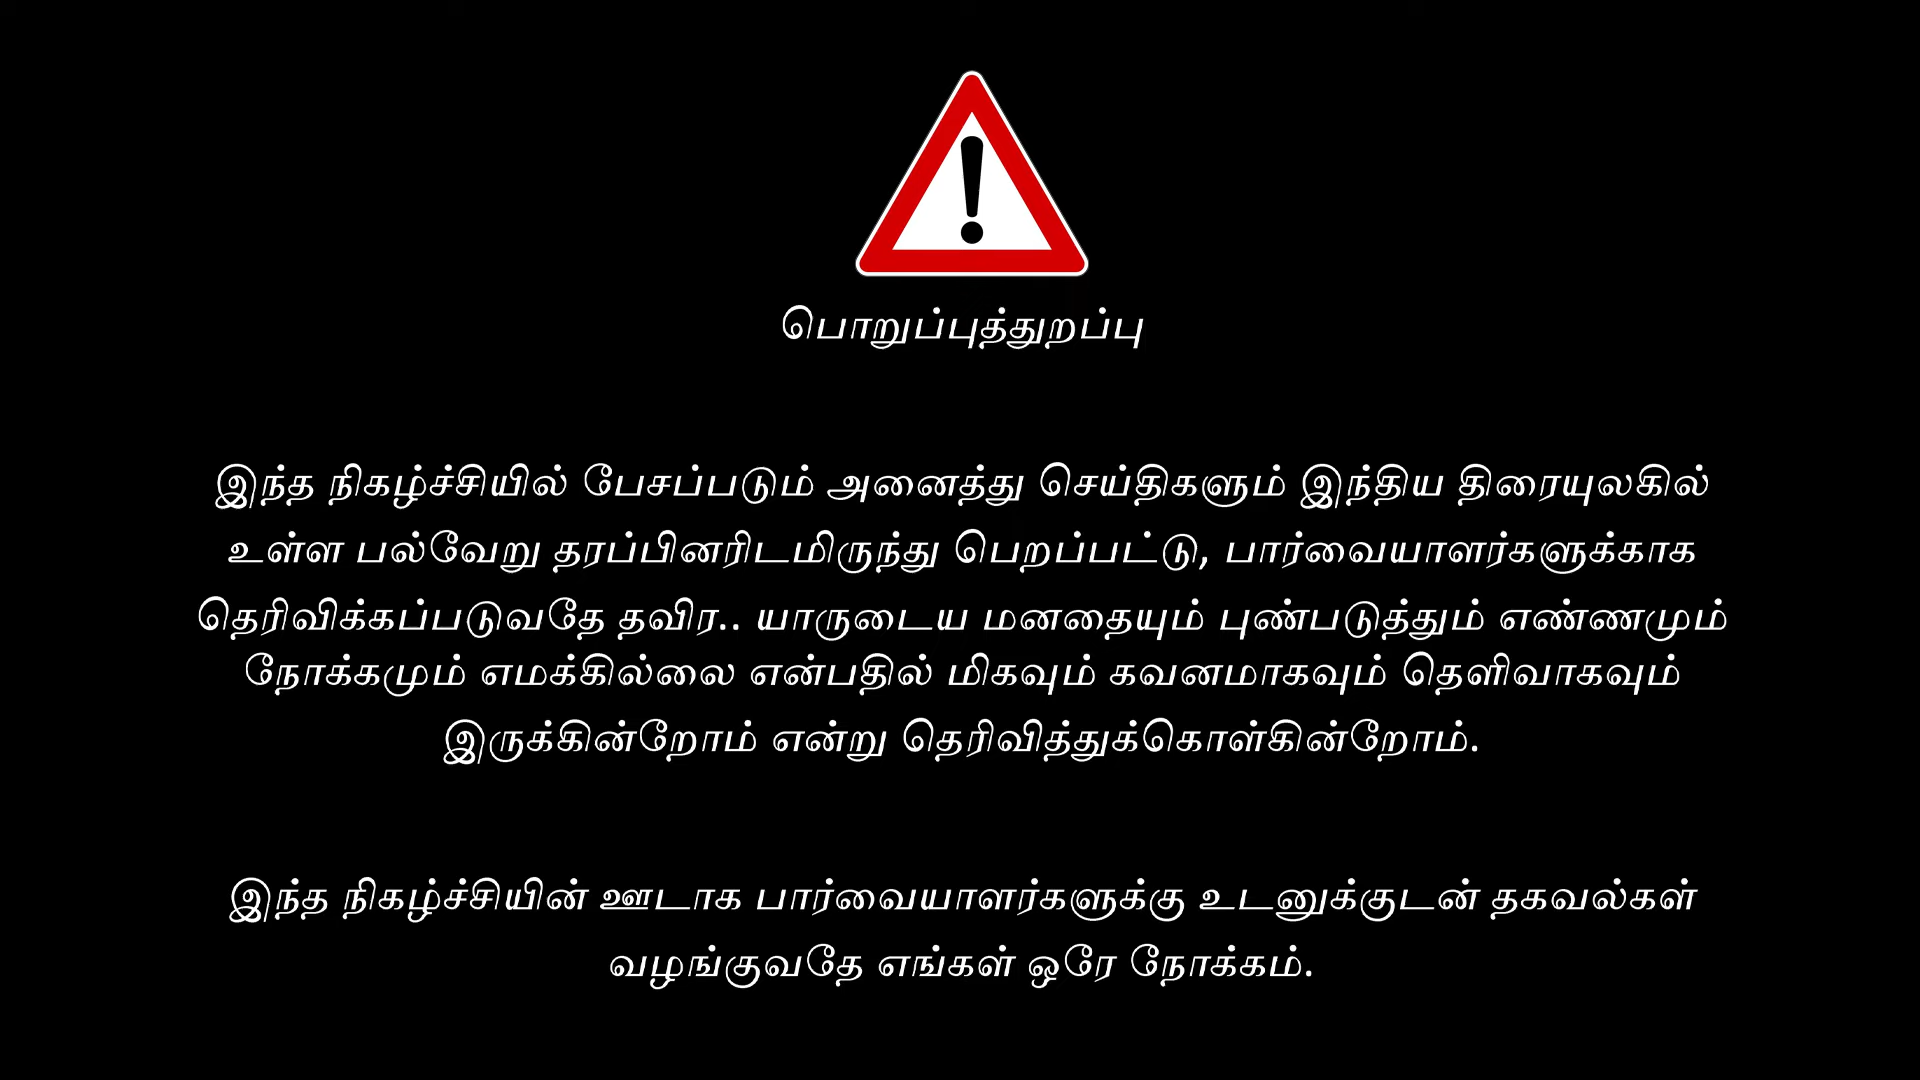 பொறுப்புத்துறப்பு
இந்த நிகழ்ச்சியில் பேசப்படும் அனைத்து செய்திகளும் இந்திய திரையுலகில்
உள்ள பல்வேறு தரப்பினரிடமிருந்து பெறப்பட்டு, பார்வையாளர்களுக்காக
தெரிவிக்கப்படுவதே தவிர.. யாருடைய மனதையும் புண்படுத்தும் எண்ணமும்
நோக்கமும் எமக்கில்லை என்பதில் மிகவும் கவனமாகவும் தெளிவாகவும்
இருக்கின்றோம் என்று தெரிவித்துக்கொள்கின்றோம்.
இந்த நிகழ்ச்சியின் ஊடாக பார்வையாளர்களுக்கு உடனுக்குடன் தகவல்கள்
வழங்குவதே எங்கள் ஒரே நோக்கம்.